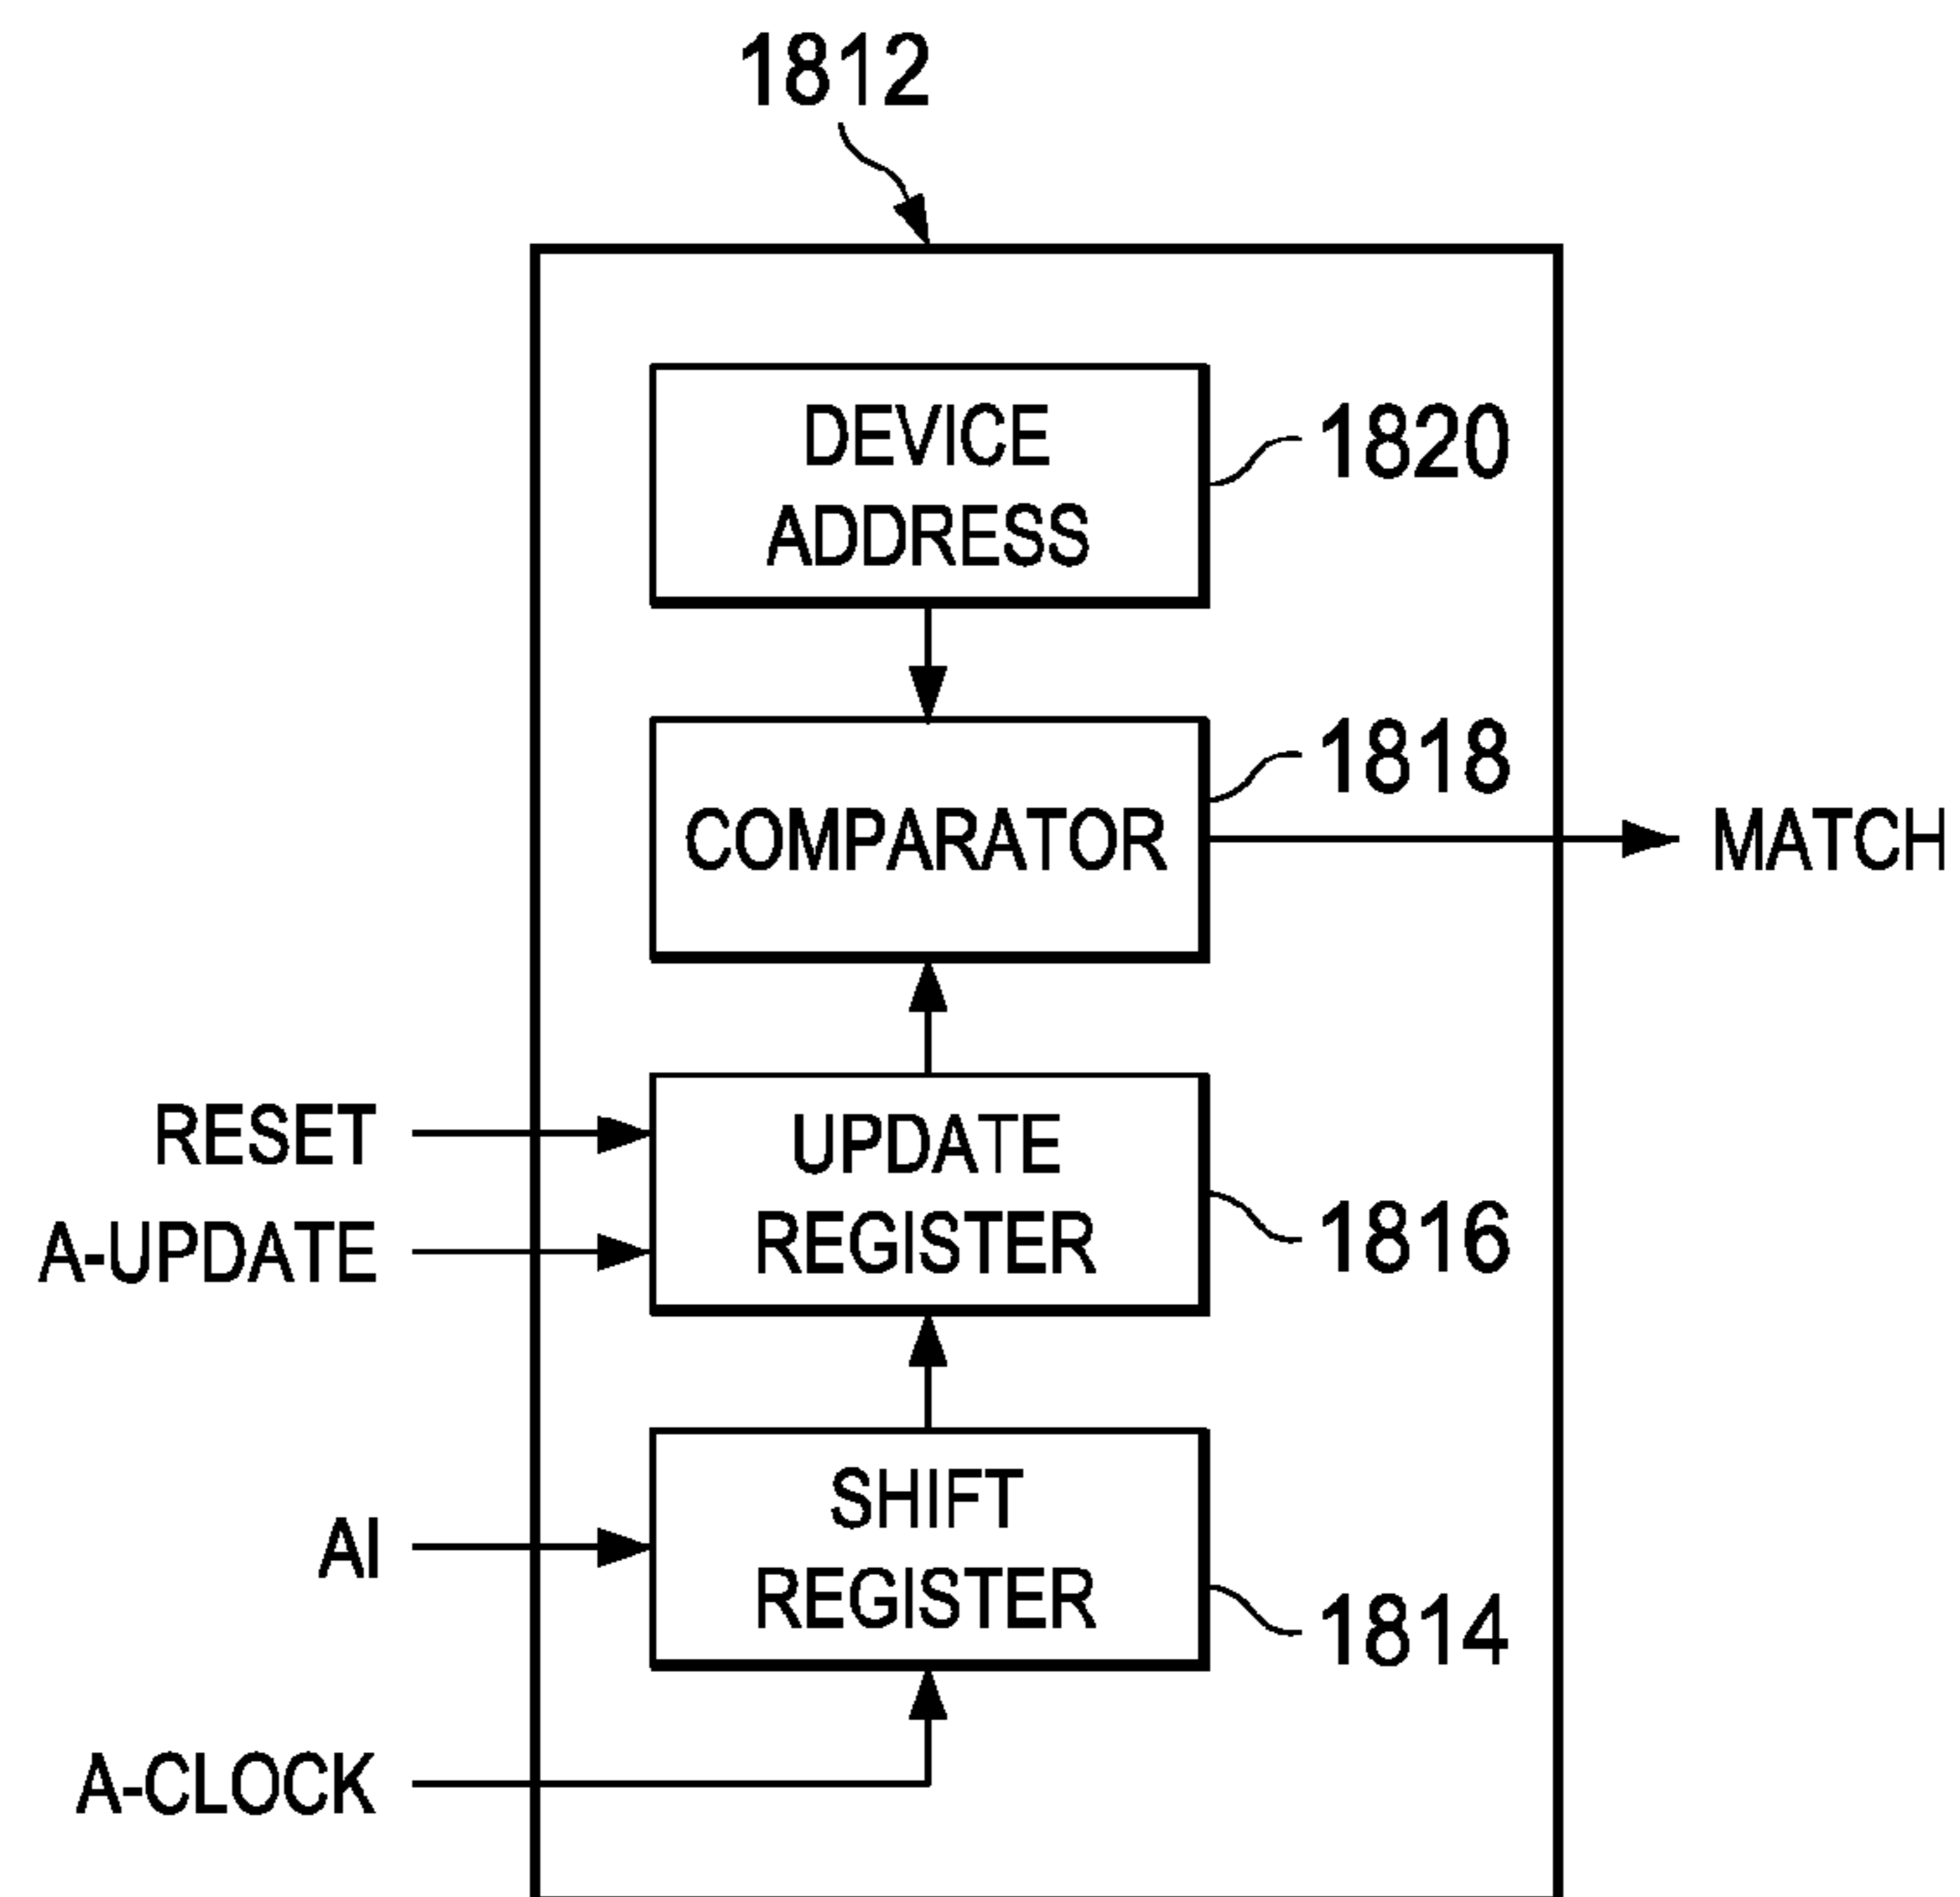 1812
DEVICE
ADDRESS
1820
COMPARATOR
1818
MATCH
RESET
A-UPDATE
UPDATE
REGISTER
1816
AI
SHIFT
REGISTER
1814
A-CLOCK